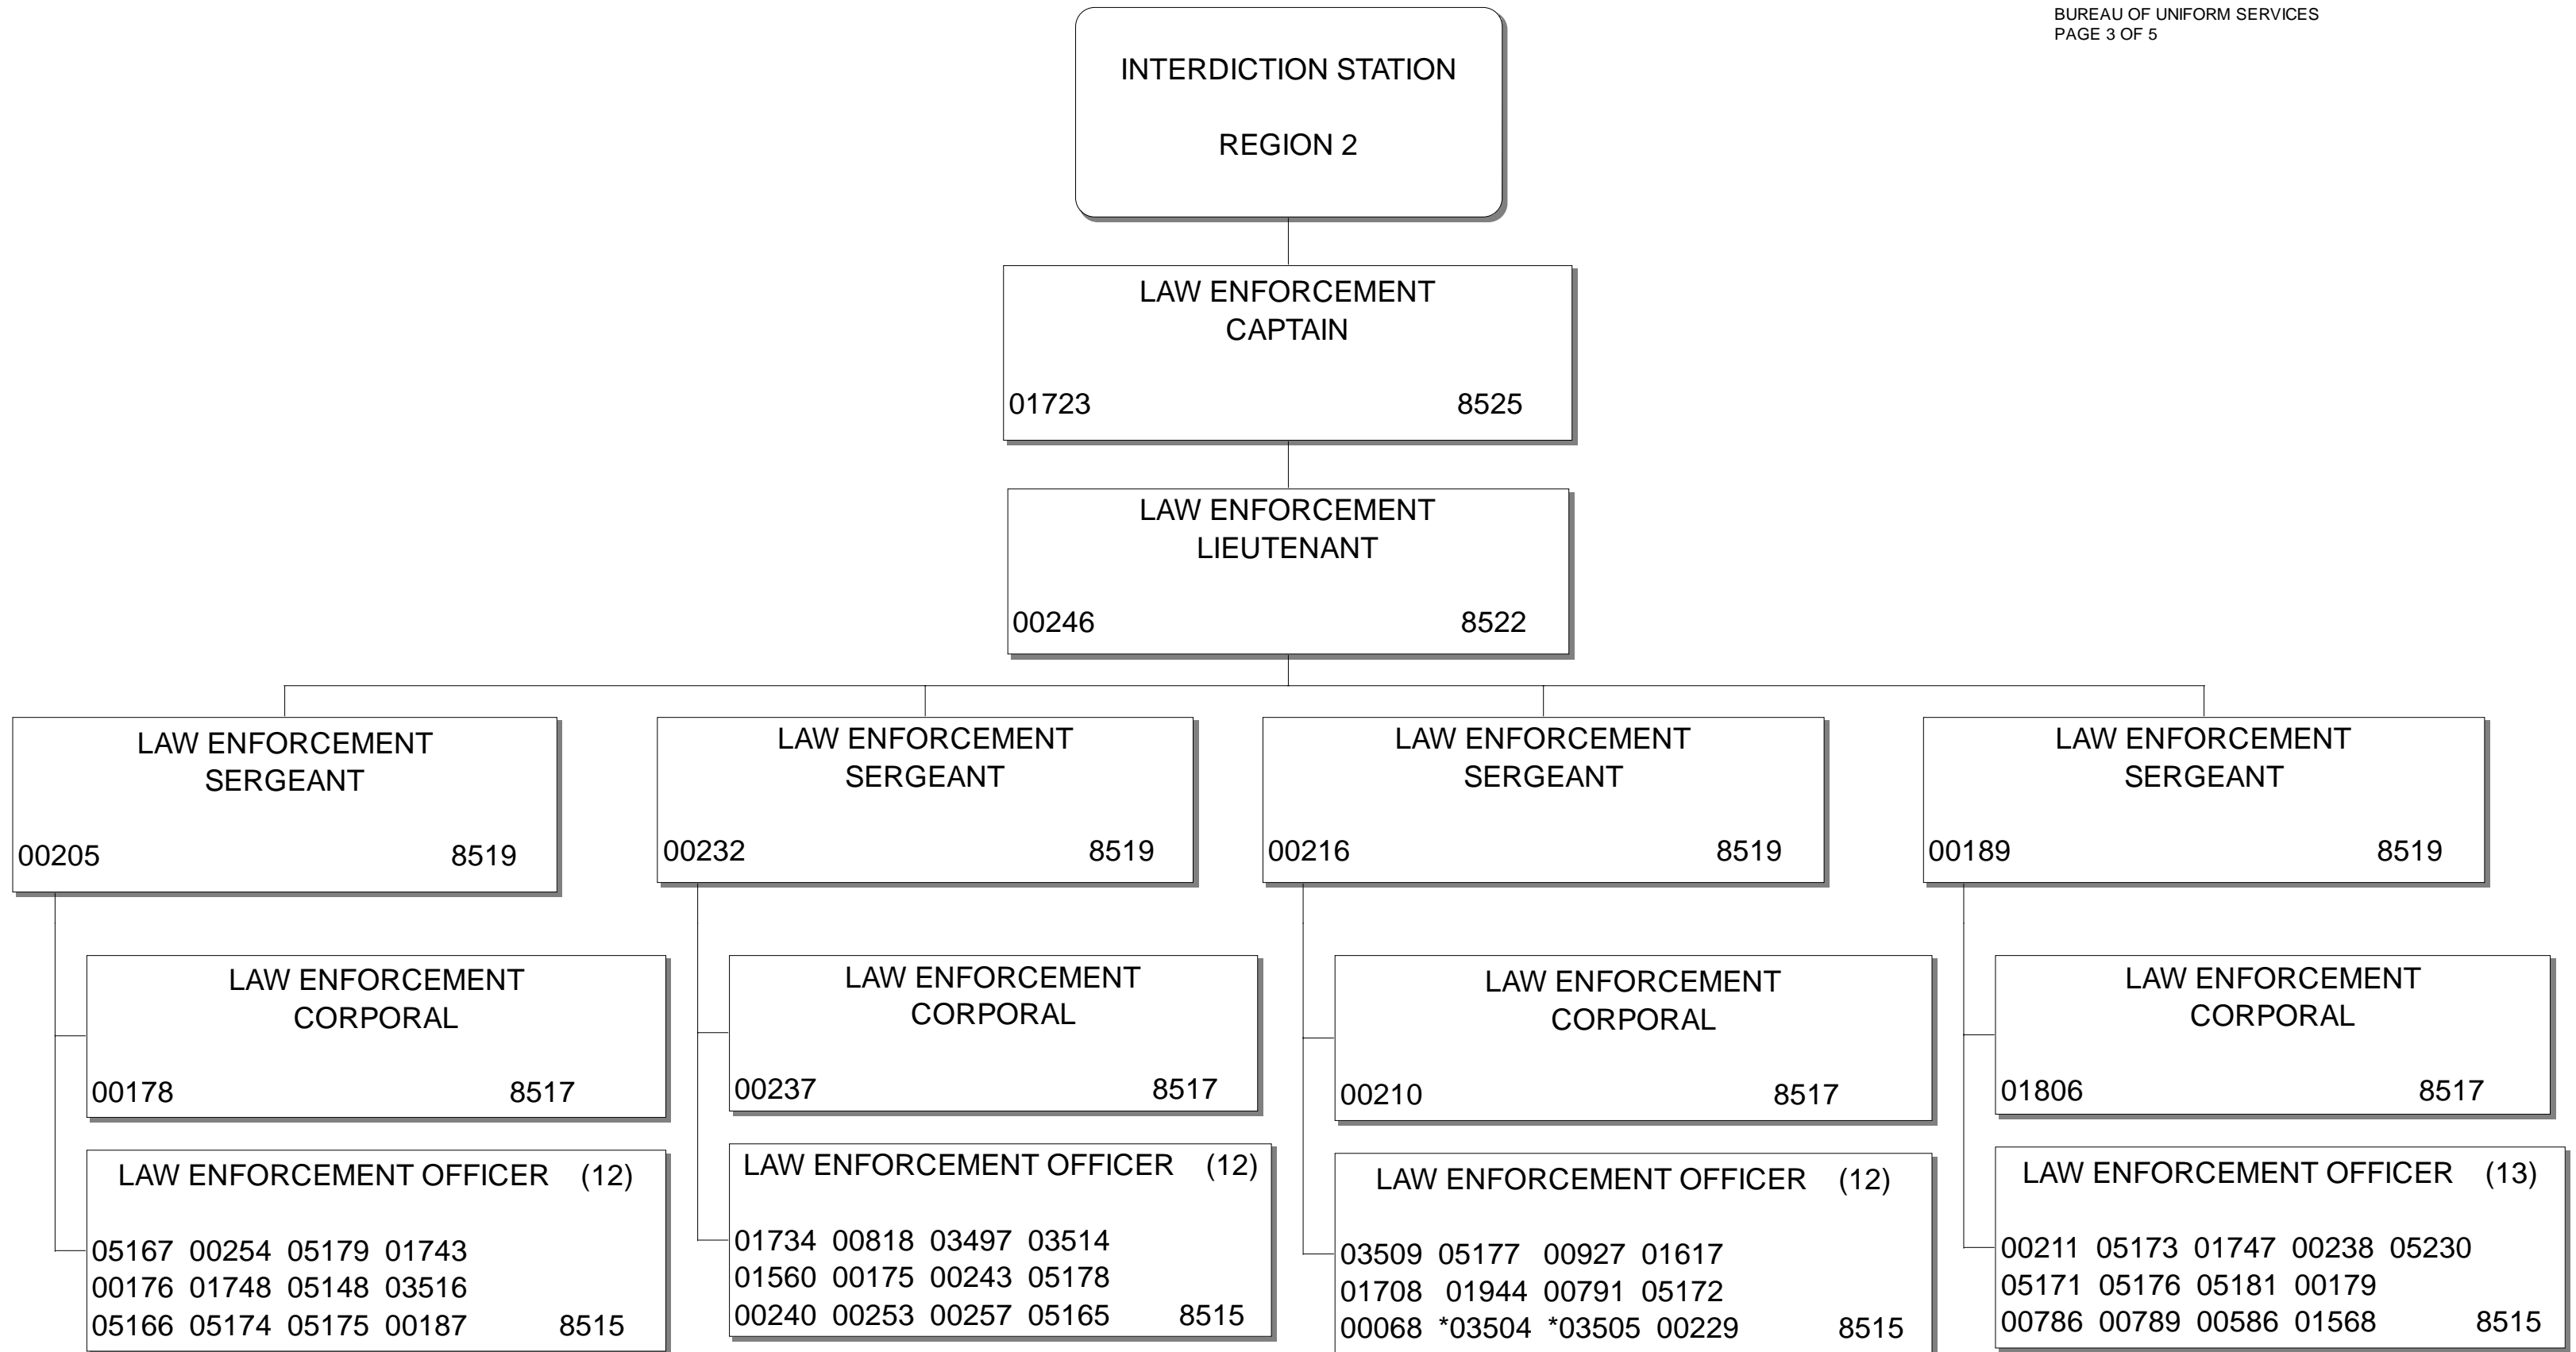 BUREAU OF UNIFORM SERVICES
PAGE 3 OF 5
INTERDICTION STATION
REGION 2
LAW ENFORCEMENT
CAPTAIN
01723 8525
LAW ENFORCEMENT
LIEUTENANT
00246 8522
LAW ENFORCEMENT
SERGEANT
00205 8519
LAW ENFORCEMENT
CORPORAL
00178 8517
LAW ENFORCEMENT OFFICER (12)
05167 00254 05179 01743
00176 01748 05148 03516
05166 05174 05175 00187 8515
LAW ENFORCEMENT
SERGEANT
00232 8519
LAW ENFORCEMENT
CORPORAL
00237 8517
LAW ENFORCEMENT OFFICER (12)
01734 00818 03497 03514
01560 00175 00243 05178
00240 00253 00257 05165 8515
LAW ENFORCEMENT
SERGEANT
00216 8519
LAW ENFORCEMENT
CORPORAL
00210 8517
LAW ENFORCEMENT OFFICER (12)
03509 05177 00927 01617
01708 01944 00791 05172
00068 *03504 *03505 00229 8515
LAW ENFORCEMENT
SERGEANT
00189 8519
LAW ENFORCEMENT
CORPORAL
01806 8517
LAW ENFORCEMENT OFFICER (13)
00211 05173 01747 00238 05230
05171 05176 05181 00179
00786 00789 00586 01568 8515